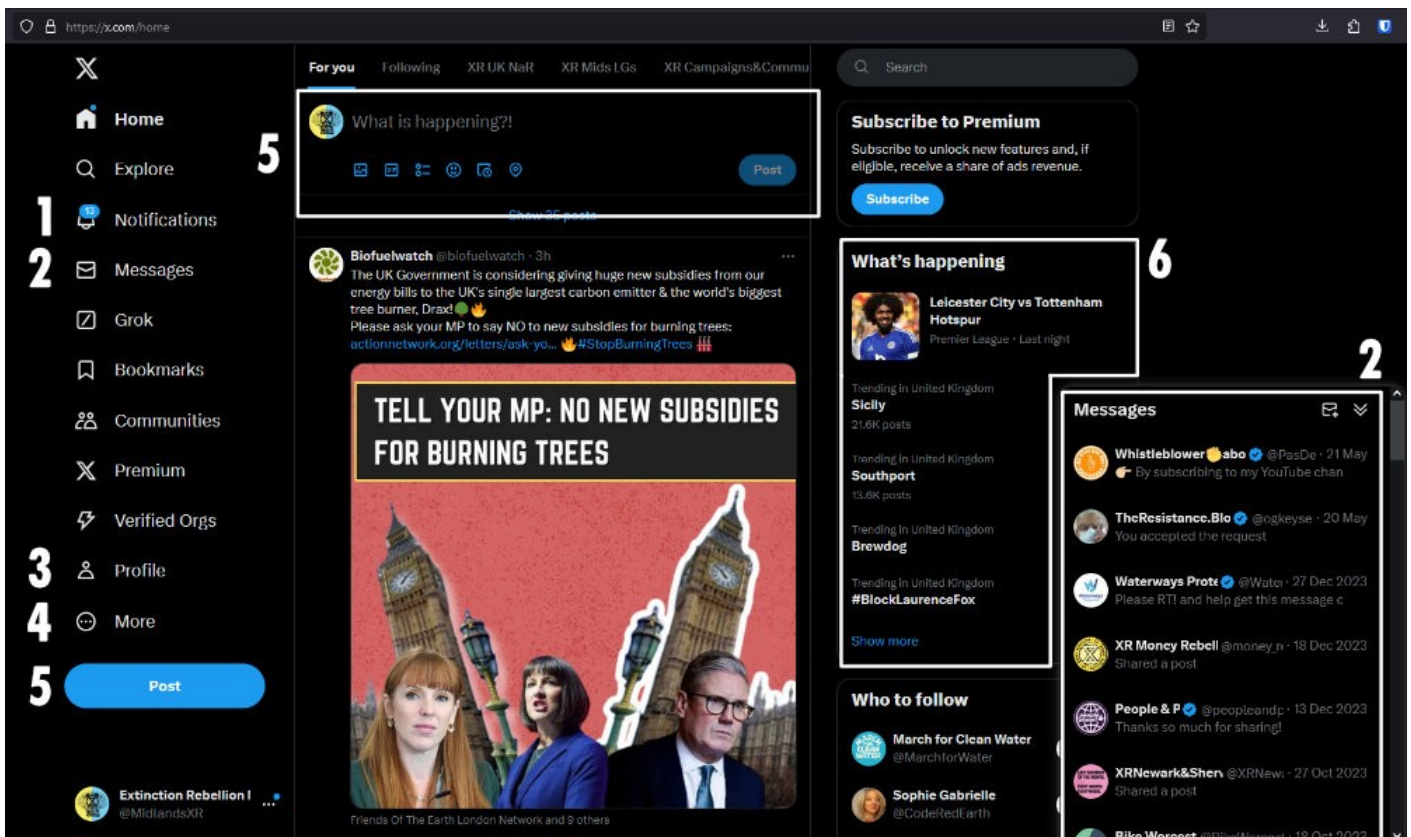 https://x.com/home
Home
Explore
1
13
Notifications
2
Messages
Grok
Bookmarks
Communities
Premium
Verified Orgs
3
Profile
4
More
5
Post
Extinction Rebellion
@MidlandsXR
For you Following XR UK NaR XR Mids LGs XR Campaigns&Commu
5
What is happening?!
Post
Show 35 posts
Biofuelwatch @biofuelwatch · 3h
The UK Government is considering giving huge new subsidies from our
energy bills to the UK's single largest carbon emitter & the world's biggest
tree burner, Drax!🌳🔥
Please ask your MP to say NO to new subsidies for burning trees:
actionnetwork.org/letters/ask-yo... 🔥#StopBurningTrees
TELL YOUR MP: NO NEW SUBSIDIES
FOR BURNING TREES
Friends Of The Earth London Network and 9 others
Search
Subscribe to Premium
Subscribe to unlock new features and, if
eligible, receive a share of ads revenue.
Subscribe
6
What's happening
Leicester City vs Tottenham
Hotspur
Premier League · Last night
Trending in United Kingdom
Sicily
21.6K posts
Trending in United Kingdom
Southport
13.6K posts
Trending in United Kingdom
Brewdog
Trending in United Kingdom
#BlockLaurenceFox
Show more
Who to follow
March for Clean Water
@MarchforWater
Sophie Gabrielle
@CodeRedEarth
2
Messages
Whistleblower✊abo @PasDe · 21 May
👉 By subscribing to my YouTube chan
TheResistance.Blo @ogkeyse · 20 May
You accepted the request
Waterways Prote @Water · 27 Dec 2023
Please RT! and help get this message c
XR Money Rebell @money_r · 18 Dec 2023
Shared a post
People & P @peopleandp · 13 Dec 2023
Thanks so much for sharing!
XRNewark&Sherw @XRNewa · 27 Oct 2023
Shared a post
18 Oct 2023